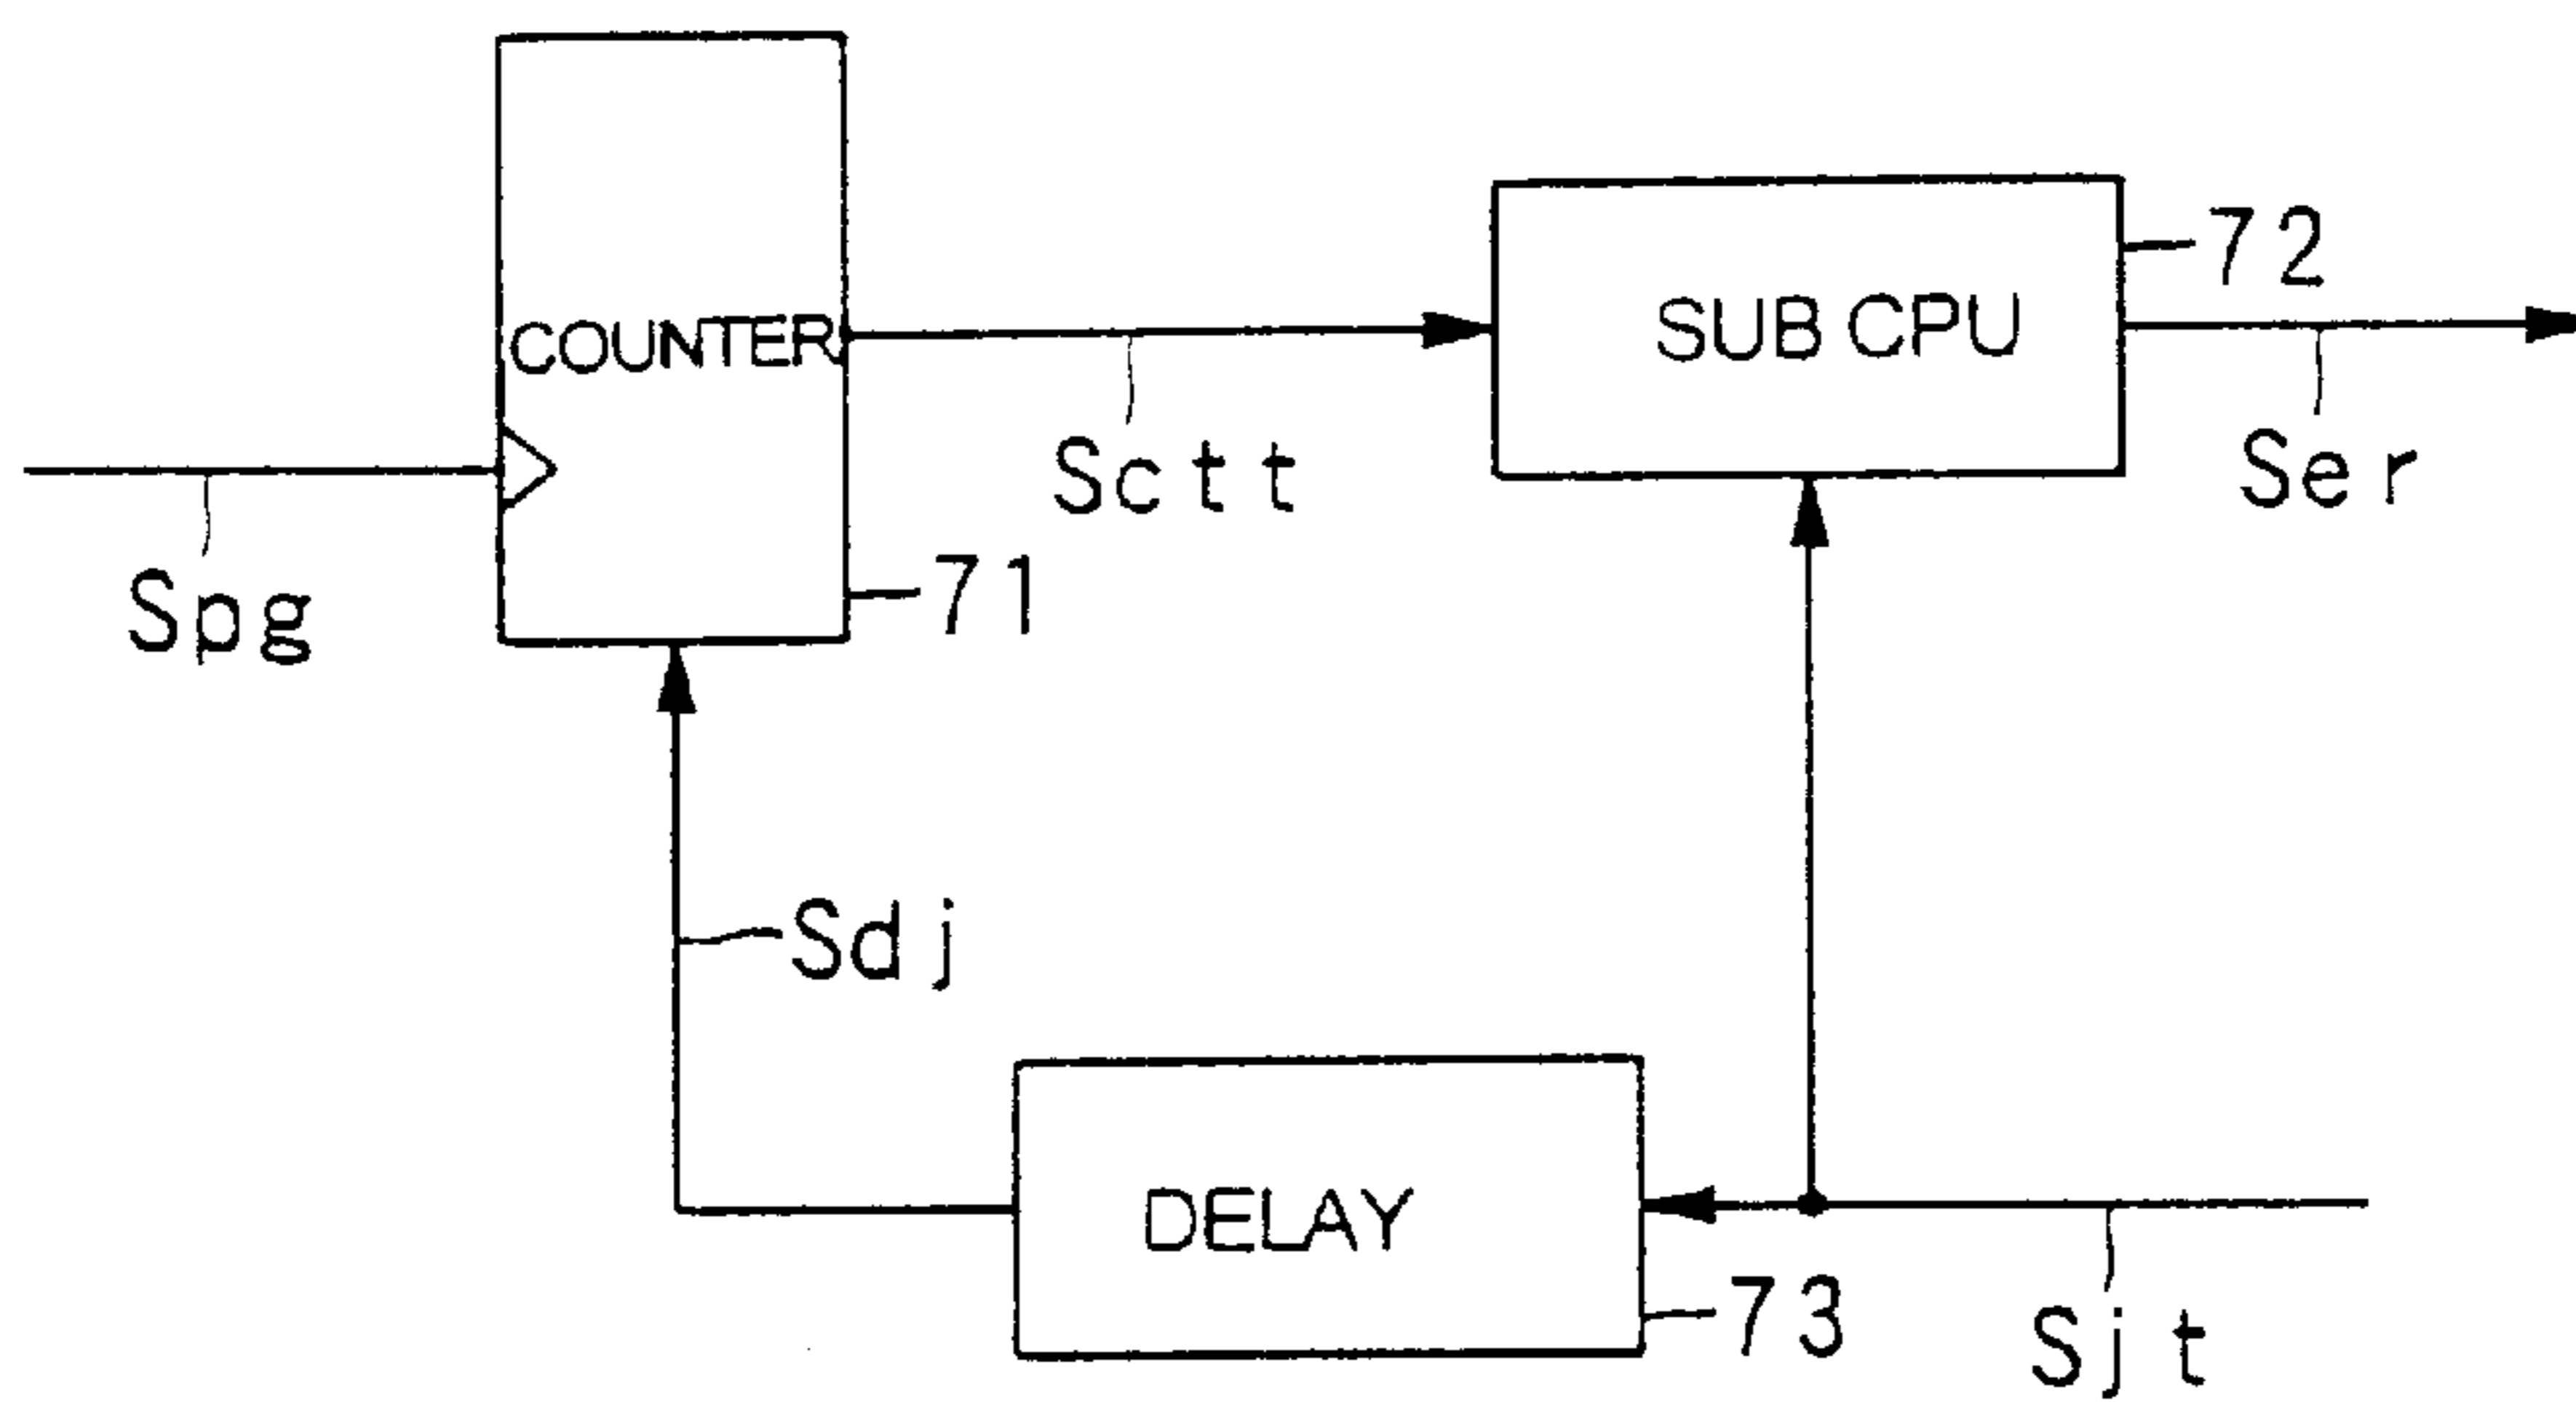 COUNTER
SUB CPU
72
Sctt
Ser
Spg
71
Sdj
DELAY
73
Sjt